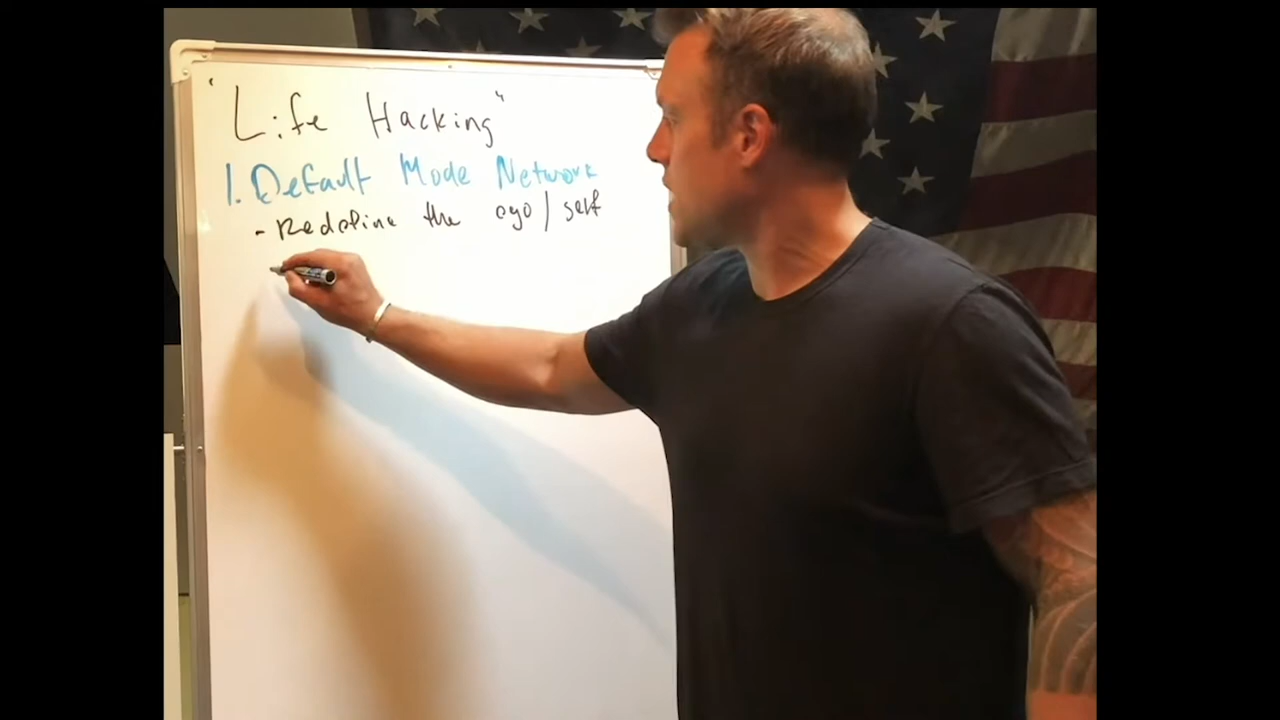 "Life Hacking"
1. Default Mode Network
- Redefine the ego/self